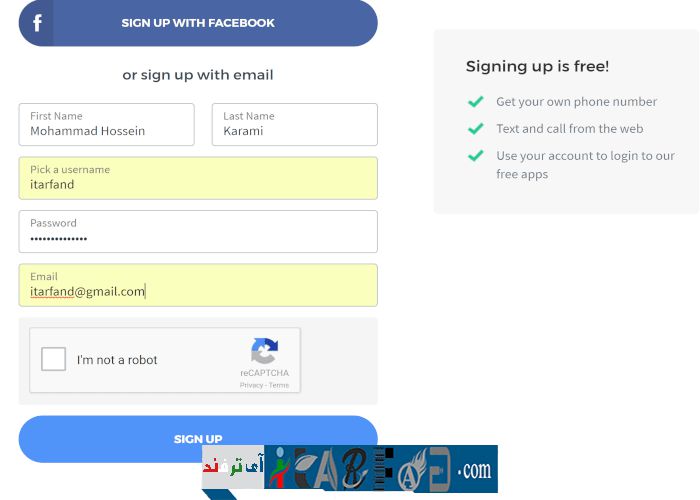 f
SIGN UP WITH FACEBOOK
or sign up with email
First Name
Mohammad Hossein
Last Name
Karami
Pick a username
itarfand
Password
••••••••••••••
Email
itarfand@gmail.com
I'm not a robot
reCAPTCHA
Privacy - Terms
SIGN UP
Signing up is free!
Get your own phone number
Text and call from the web
Use your account to login to our
free apps
آی ترفند
.com